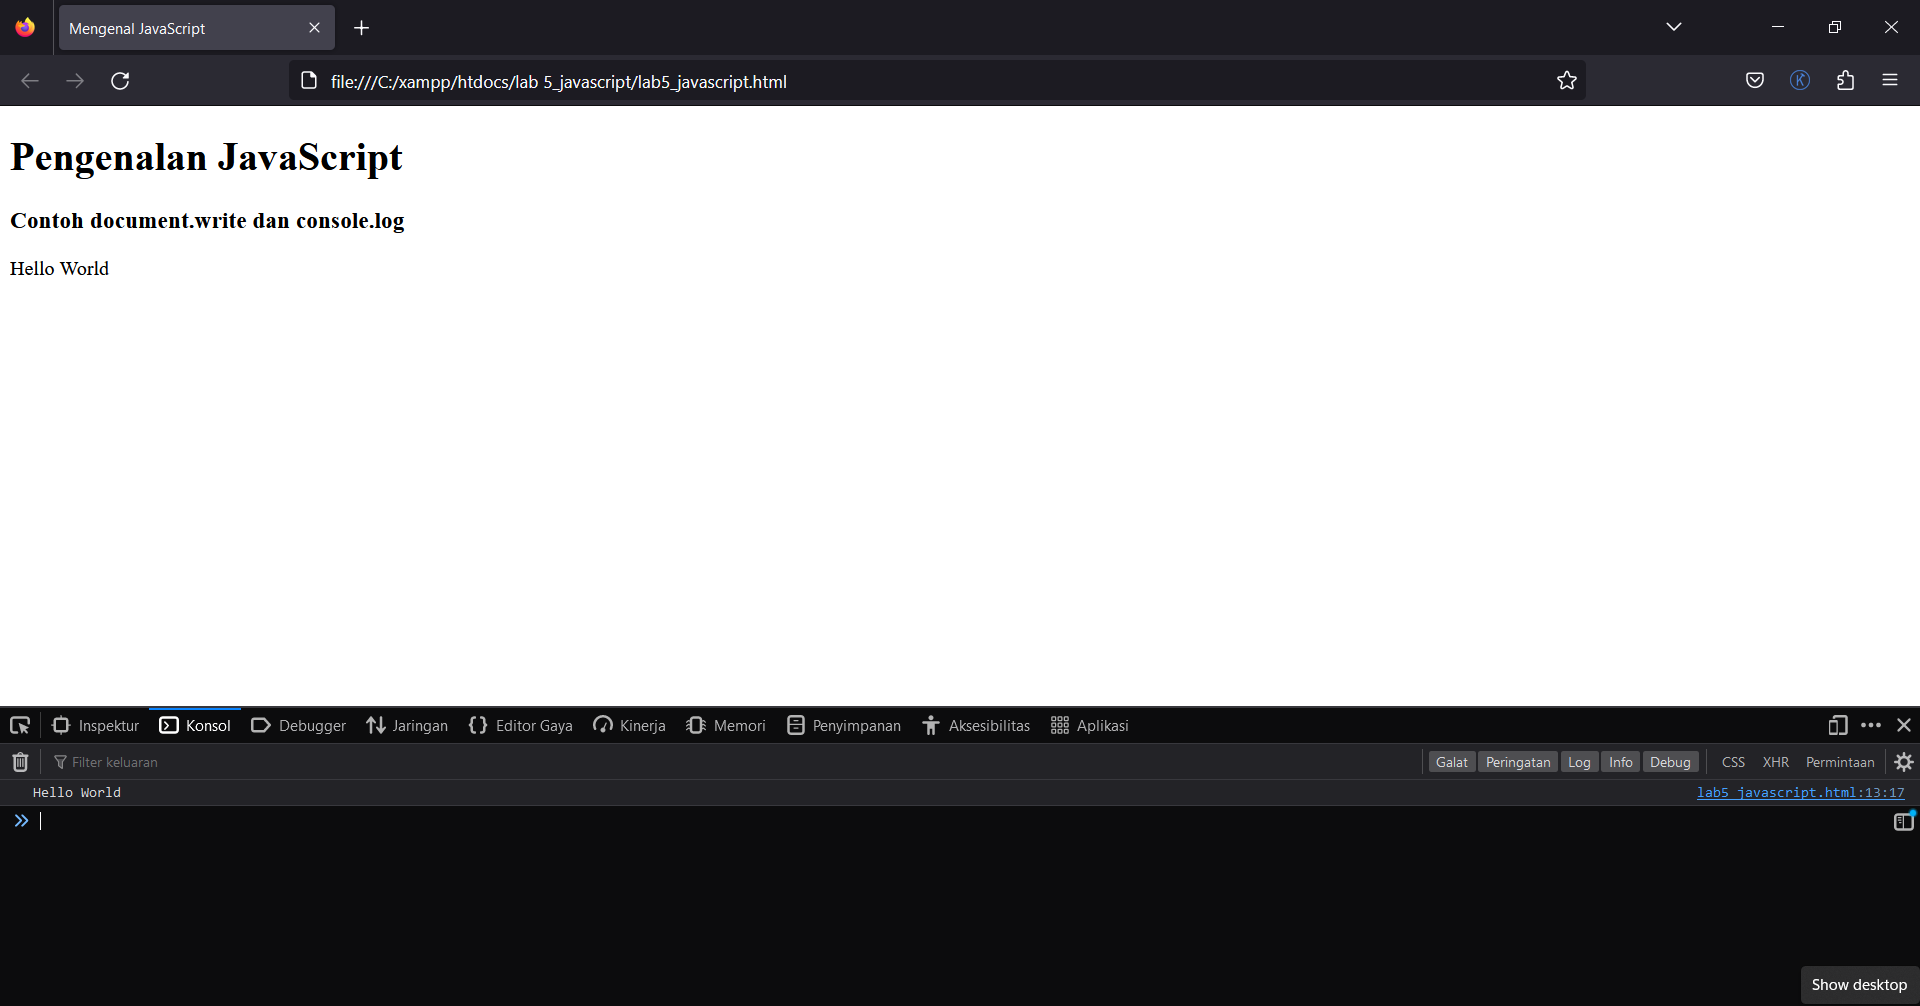 Mengenal JavaScript
file:///C:/xampp/htdocs/lab 5_javascript/lab5_javascript.html
Pengenalan JavaScript
Contoh document.write dan console.log
Hello World
Inspektur Konsol Debugger Jaringan Editor Gaya Kinerja Memori Penyimpanan Aksesibilitas Aplikasi
Filter keluaran Galat Peringatan Log Info Debug CSS XHR Permintaan
Hello World lab5_javascript.html:13:17
Show desktop